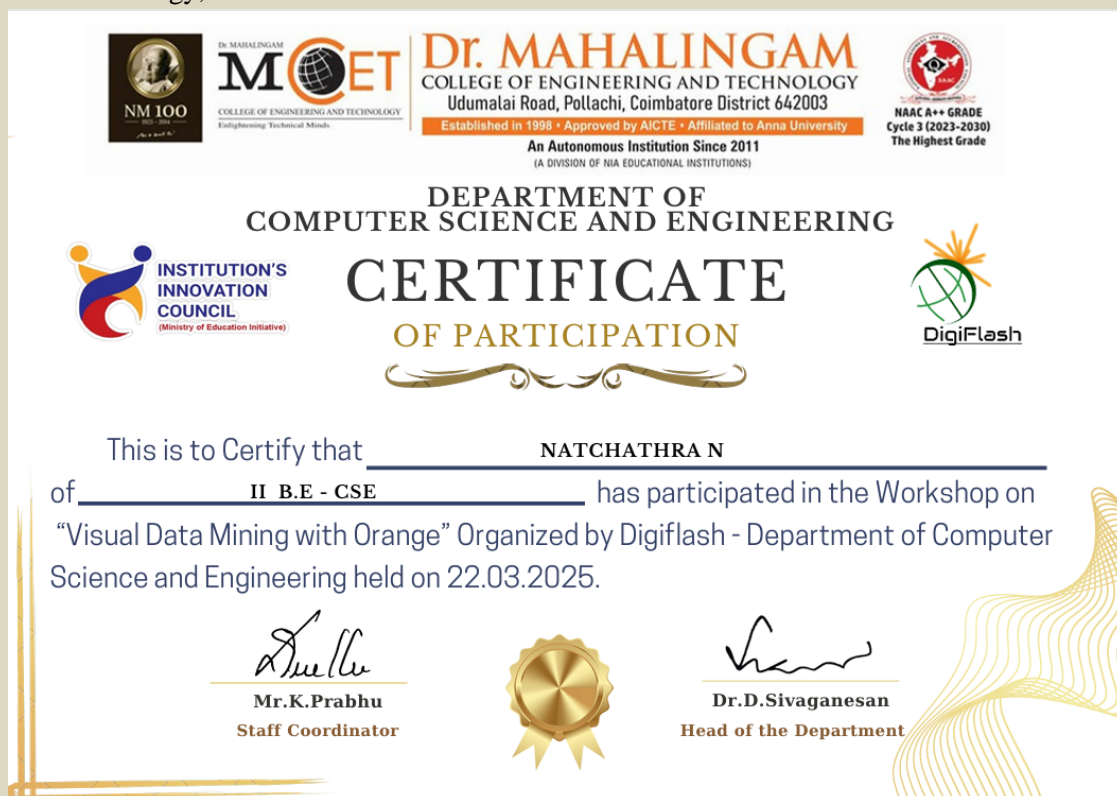 NM 100
Dr. MAHALINGAM
MCET
COLLEGE OF ENGINEERING AND TECHNOLOGY
Enlightening Technical Minds
Dr. MAHALINGAM
COLLEGE OF ENGINEERING AND TECHNOLOGY
Udumalai Road, Pollachi, Coimbatore District 642003
Established in 1998 • Approved by AICTE • Affiliated to Anna University
An Autonomous Institution Since 2011
(A DIVISION OF NIA EDUCATIONAL INSTITUTIONS)
NAAC A++ GRADE
Cycle 3 (2023-2030)
The Highest Grade
DEPARTMENT OF
COMPUTER SCIENCE AND ENGINEERING
INSTITUTION'S
INNOVATION
COUNCIL
(Ministry of Education Initiative)
CERTIFICATE
OF PARTICIPATION
DigiFlash
This is to Certify that NATCHATHRA N
of II B.E - CSE has participated in the Workshop on
“Visual Data Mining with Orange” Organized by Digiflash - Department of Computer
Science and Engineering held on 22.03.2025.
Mr.K.Prabhu
Staff Coordinator
Dr.D.Sivaganesan
Head of the Department